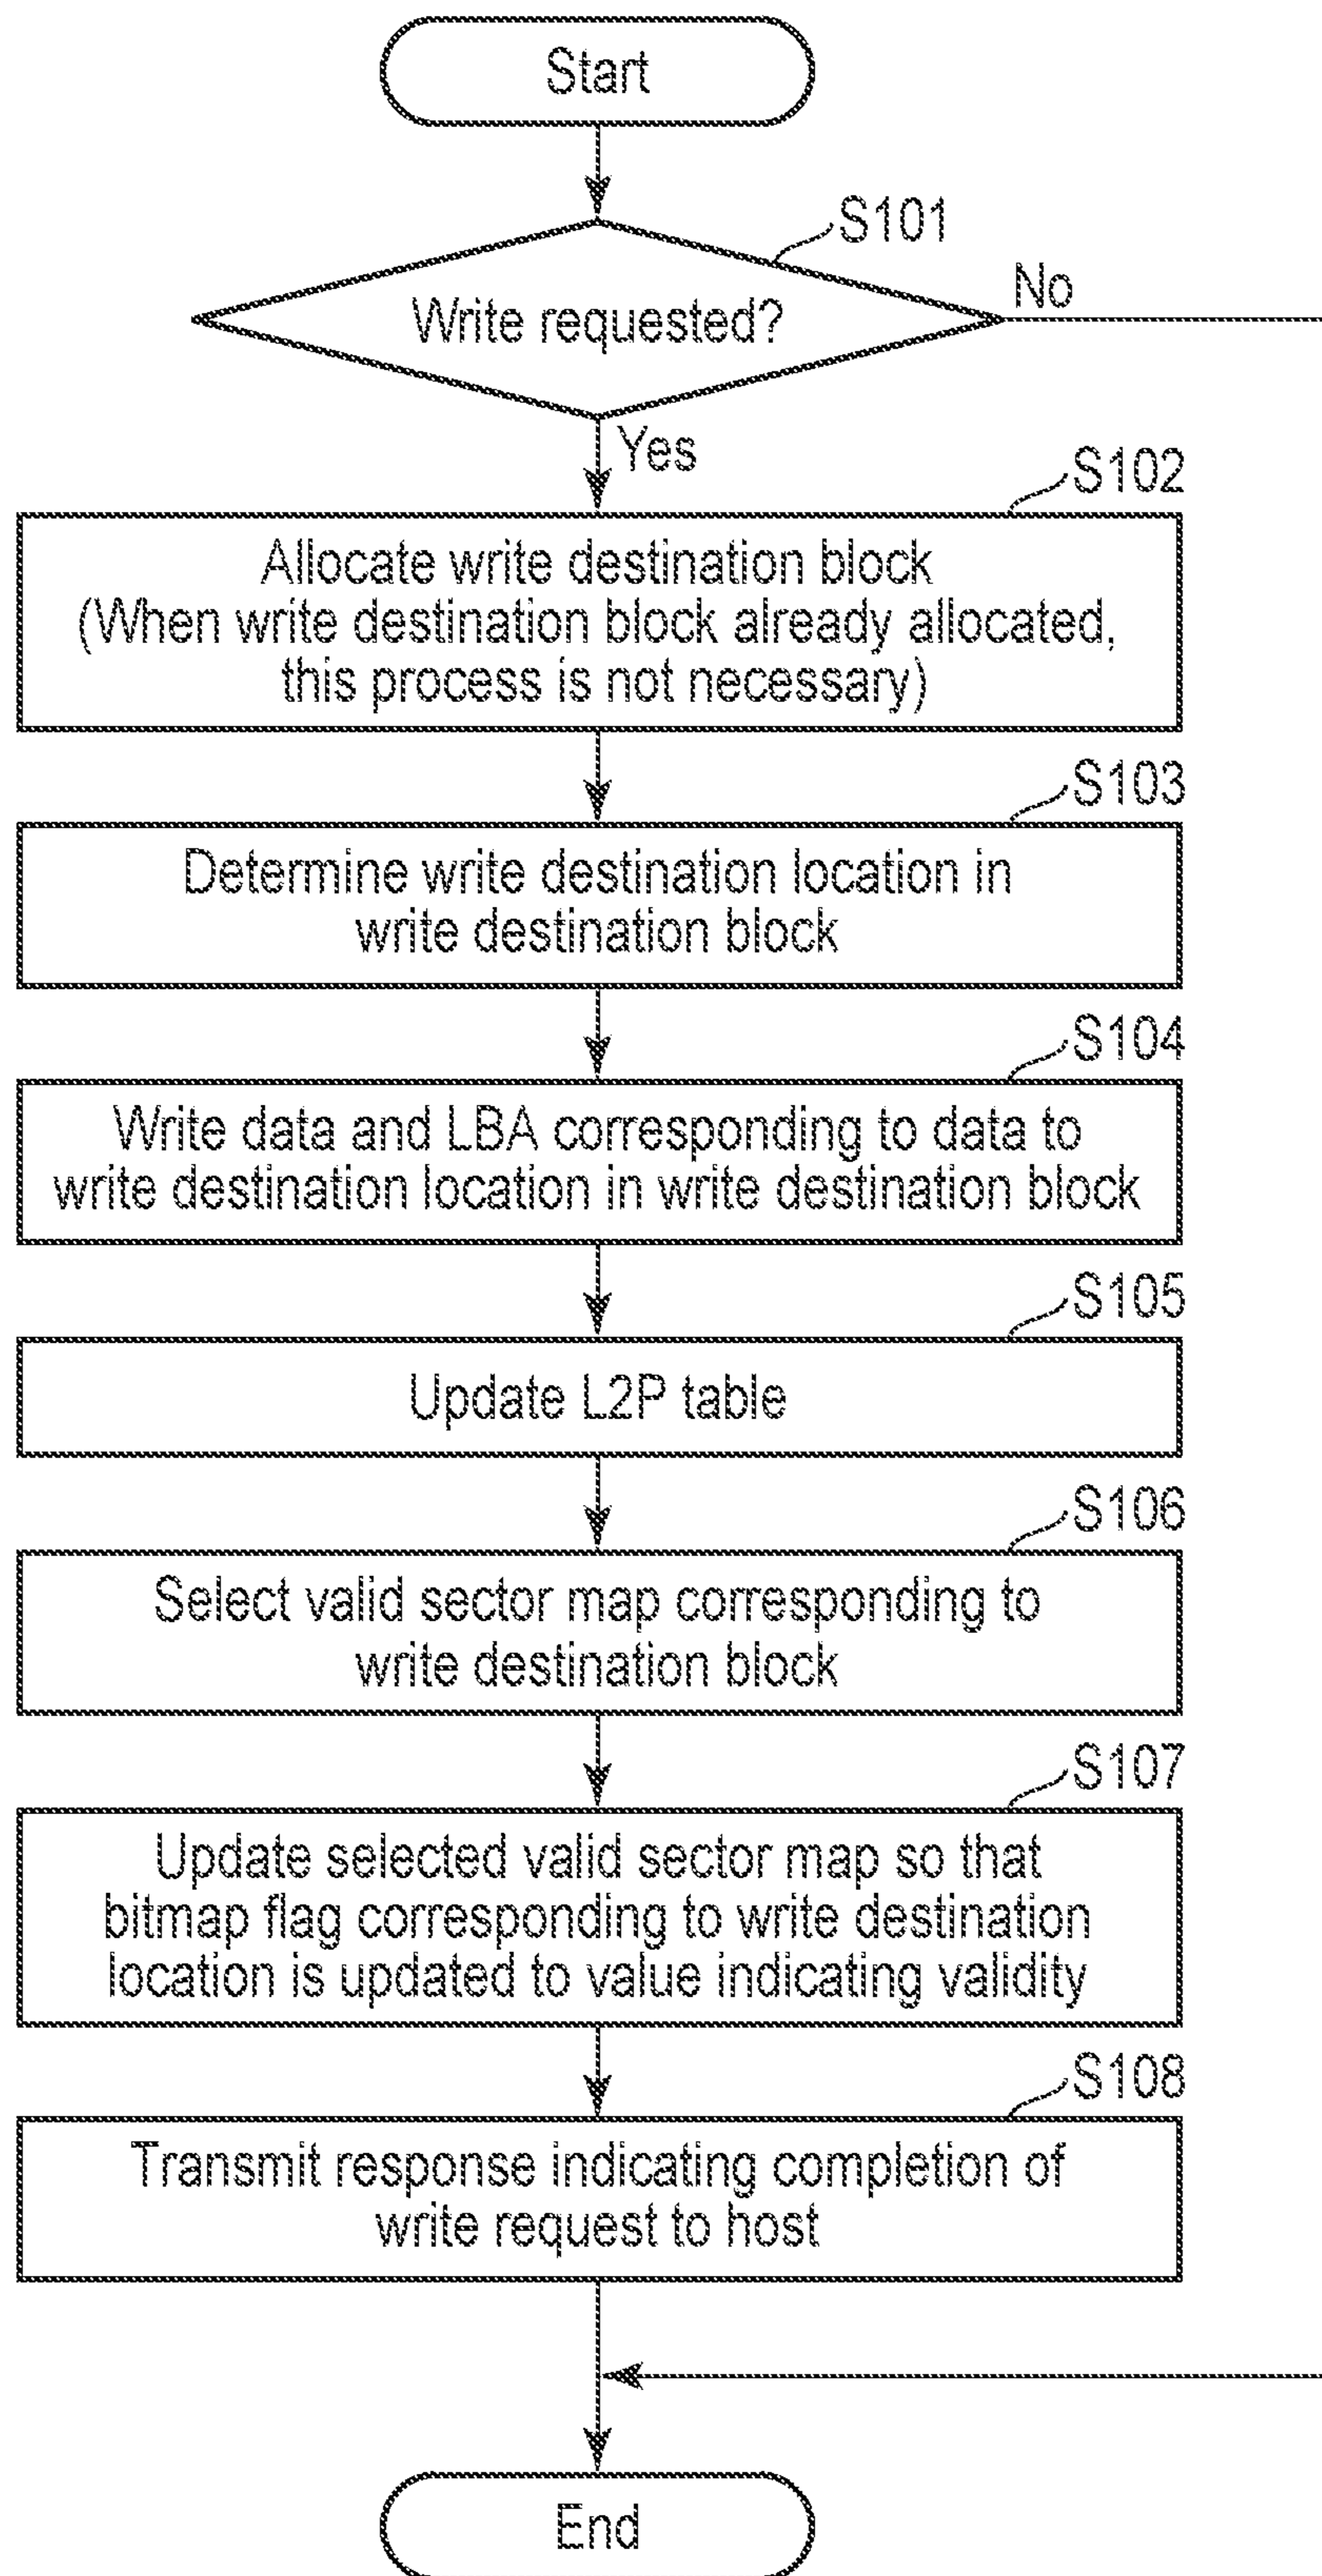 Start
S101
Write requested?
No
Yes
S102
Allocate write destination block
(When write destination block already allocated,
this process is not necessary)
S103
Determine write destination location in
write destination block
S104
Write data and LBA corresponding to data to
write destination location in write destination block
S105
Update L2P table
S106
Select valid sector map corresponding to
write destination block
S107
Update selected valid sector map so that
bitmap flag corresponding to write destination
location is updated to value indicating validity
S108
Transmit response indicating completion of
write request to host
End